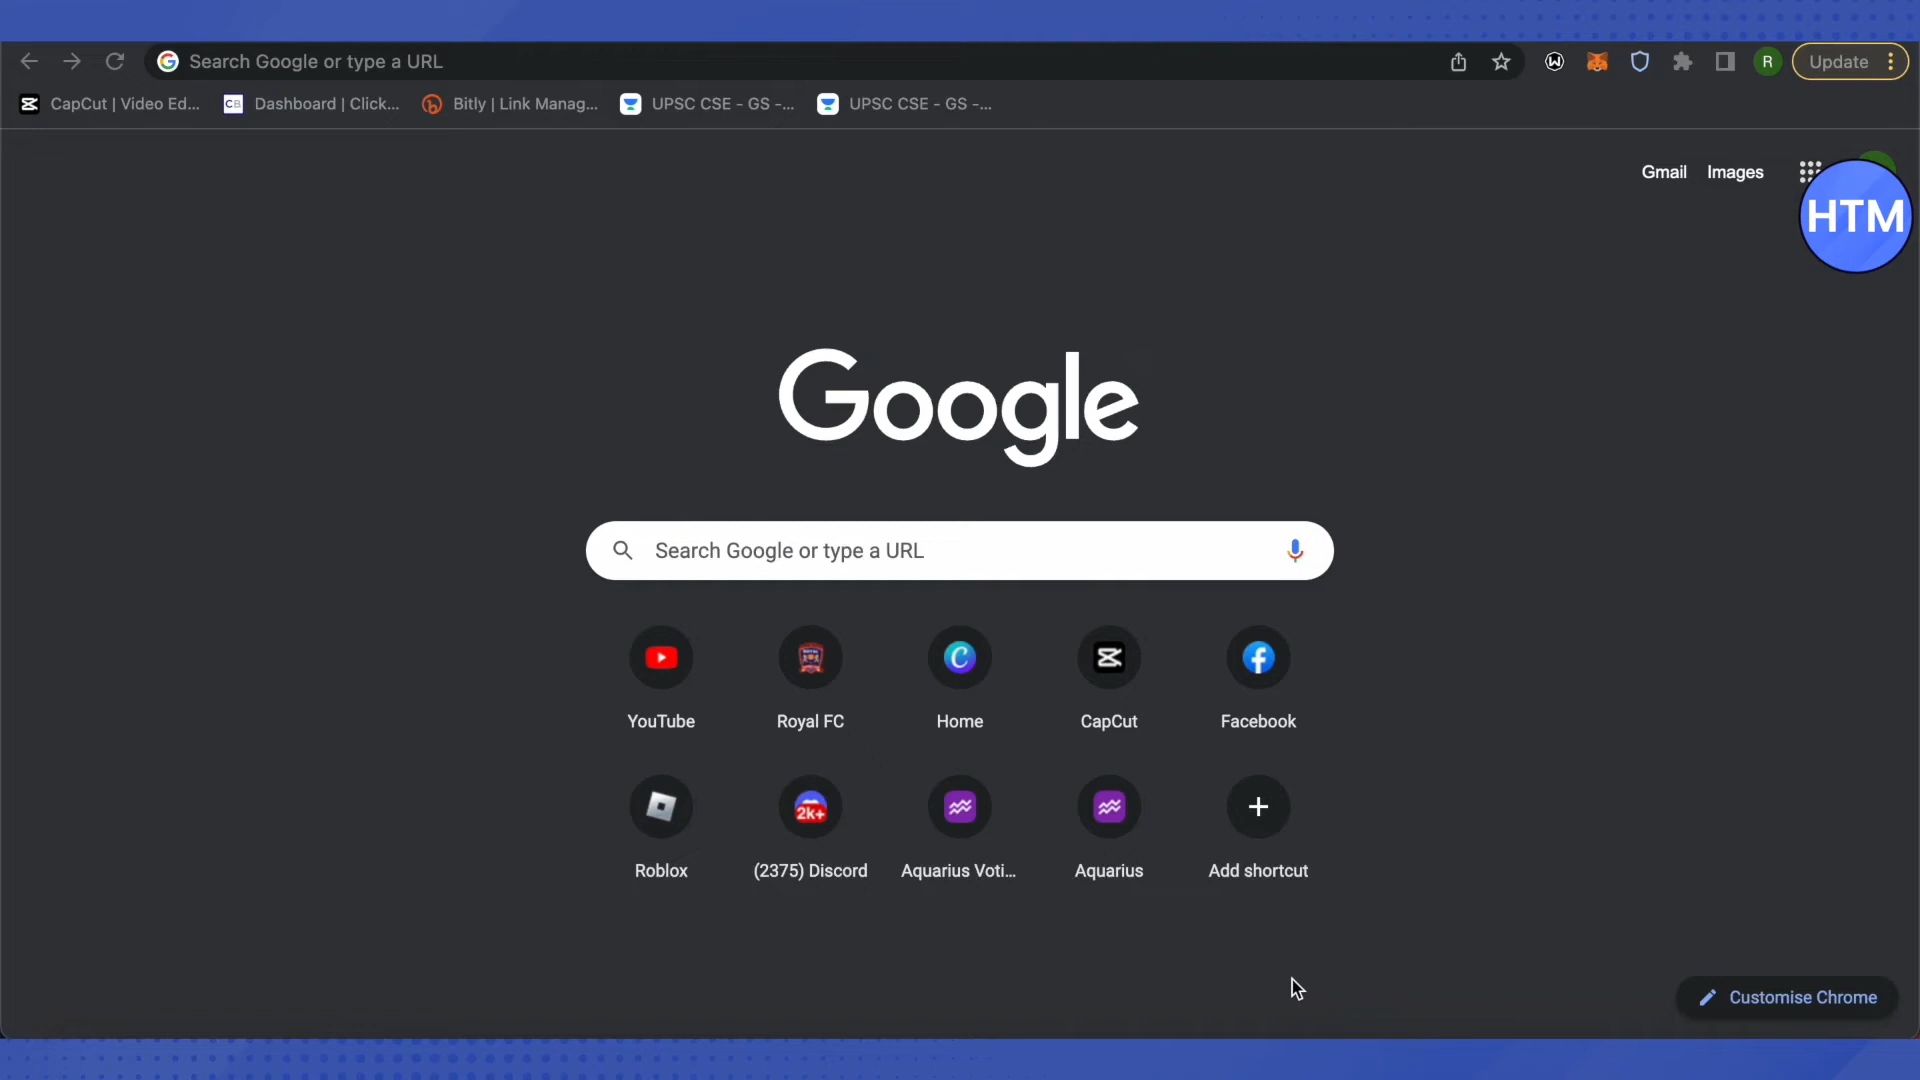 Search Google or type a URL
R
Update
CapCut | Video Ed...
CB
Dashboard | Click...
Bitly | Link Manag...
UPSC CSE - GS -...
UPSC CSE - GS -...
Gmail
Images
HTM
Google
Search Google or type a URL
YouTube
Royal FC
Home
CapCut
Facebook
2K+
Roblox
(2375) Discord
Aquarius Voti...
Aquarius
Add shortcut
Customise Chrome